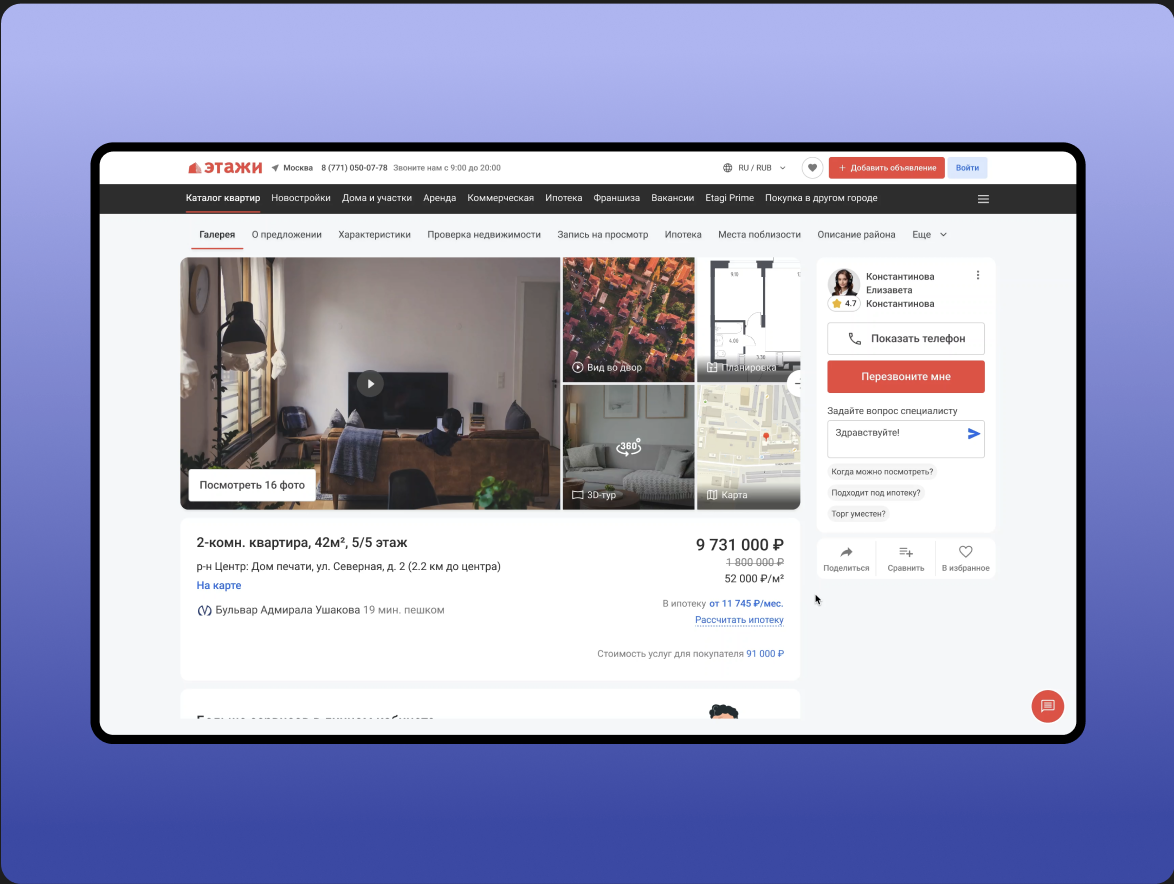 этажи
Москва 8 (771) 050-07-78 Звоните нам с 9:00 до 20:00
RU / RUB
+ Добавить объявление
Войти
Каталог квартир Новостройки Дома и участки Аренда Коммерческая Ипотека Франшиза Вакансии Etagi Prime Покупка в другом городе
Галерея О предложении Характеристики Проверка недвижимости Запись на просмотр Ипотека Места поблизости Описание района Еще
Посмотреть 16 фото
Вид во двор
Планировка
360°
3D-тур
Карта
Константинова
Елизавета
Константинова
4.7
Показать телефон
Перезвоните мне
Задайте вопрос специалисту
Здравствуйте!
Когда можно посмотреть?
Подходит под ипотеку?
Торг уместен?
Поделиться Сравнить В избранное
2-комн. квартира, 42м², 5/5 этаж
р-н Центр: Дом печати, ул. Северная, д. 2 (2.2 км до центра)
На карте
Бульвар Адмирала Ушакова 19 мин. пешком
9 731 000 ₽
1 800 000 ₽
52 000 ₽/м²
В ипотеку от 11 745 ₽/мес.
Рассчитать ипотеку
Стоимость услуг для покупателя 91 000 ₽